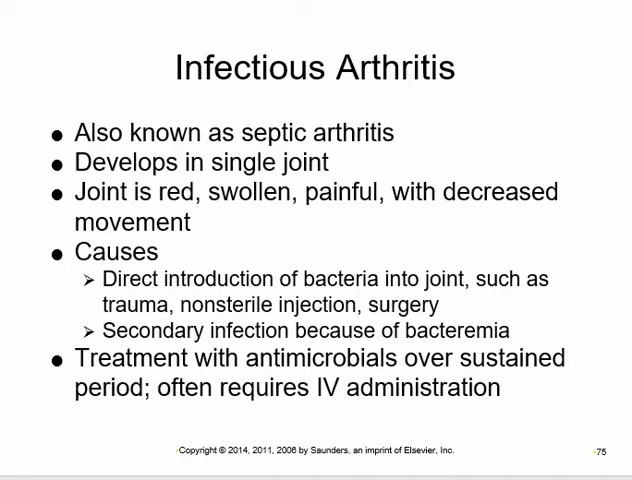 Infectious Arthritis
● Also known as septic arthritis
● Develops in single joint
● Joint is red, swollen, painful, with decreased
movement
● Causes
➢ Direct introduction of bacteria into joint, such as
trauma, nonsterile injection, surgery
➢ Secondary infection because of bacteremia
● Treatment with antimicrobials over sustained
period; often requires IV administration
Copyright © 2014, 2011, 2006 by Saunders, an imprint of Elsevier, Inc.
75